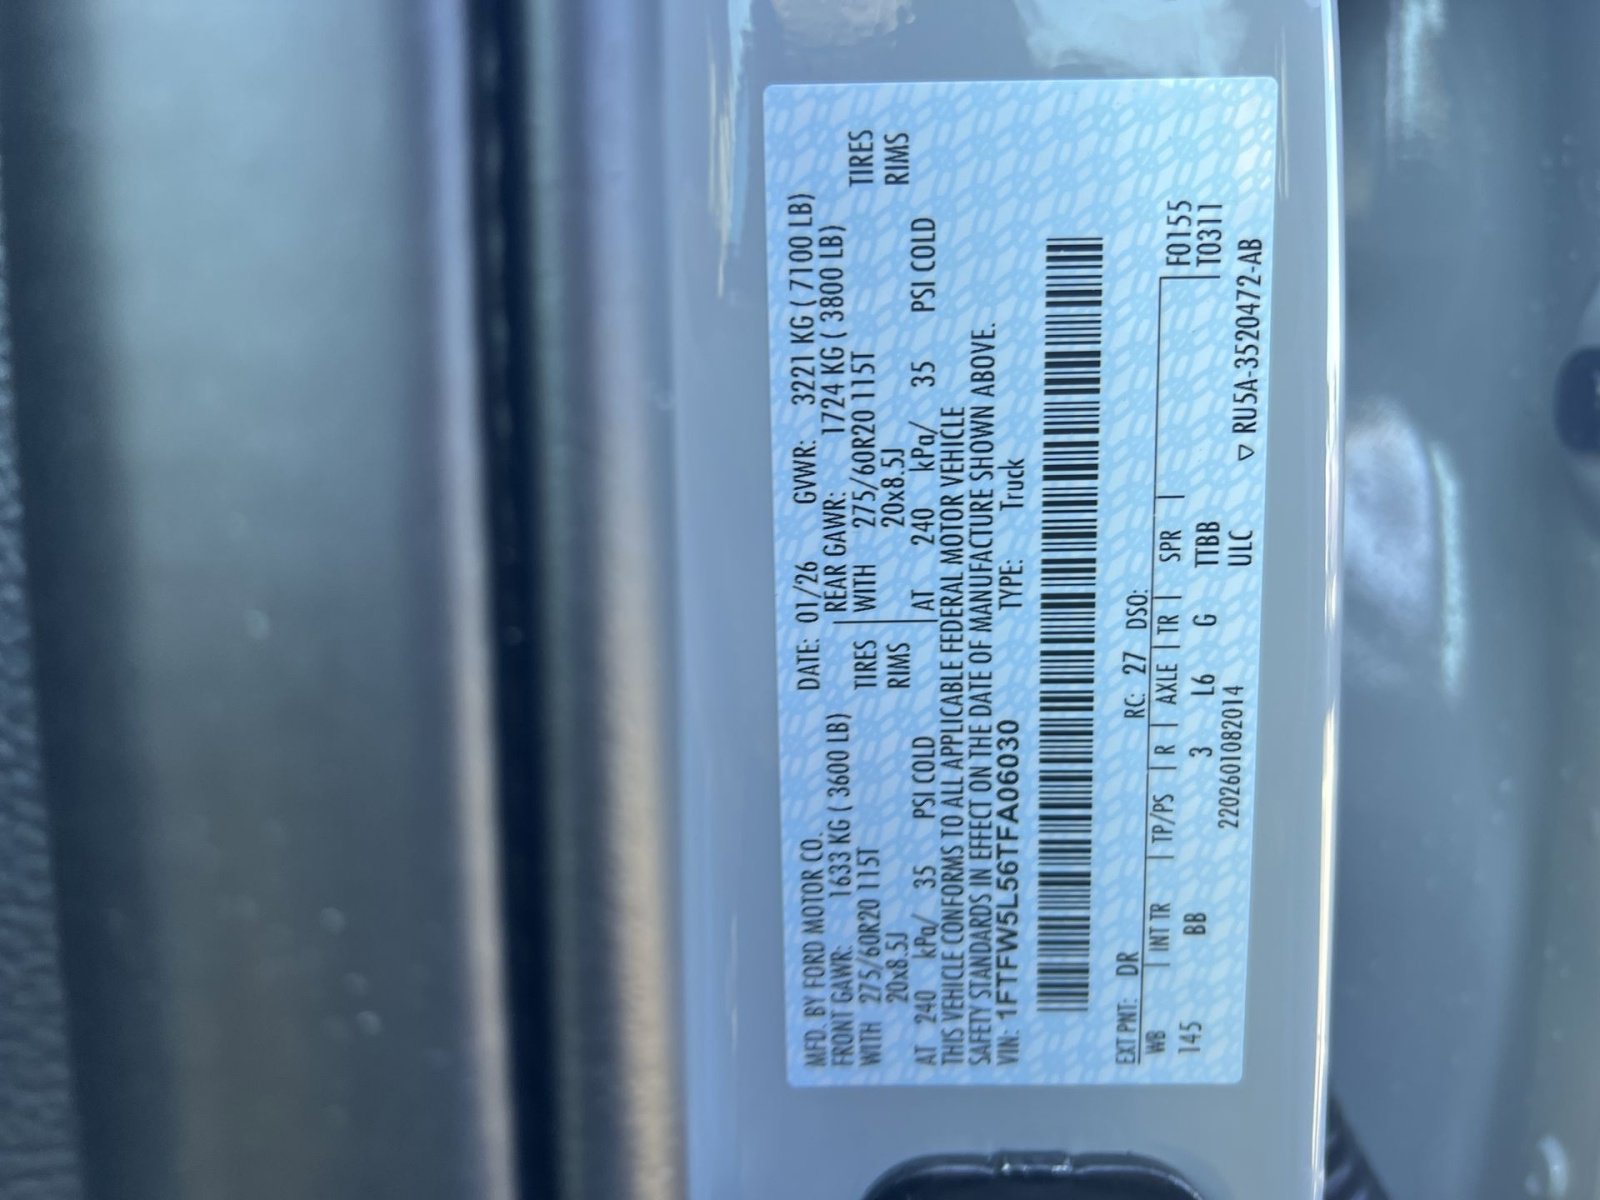 MFD. BY FORD MOTOR CO. DATE: 01/26 GVWR: 3221 KG ( 7100 LB)
FRONT GAWR: 1633 KG ( 3600 LB) REAR GAWR: 1724 KG ( 3800 LB)
WITH 275/60R20 115T TIRES WITH 275/60R20 115T TIRES
20x8.5J RIMS 20x8.5J RIMS
AT 240 kPa/ 35 PSI COLD AT 240 kPa/ 35 PSI COLD
THIS VEHICLE CONFORMS TO ALL APPLICABLE FEDERAL MOTOR VEHICLE
SAFETY STANDARDS IN EFFECT ON THE DATE OF MANUFACTURE SHOWN ABOVE.
VIN: 1FTFW5L56TFA06030 TYPE: Truck
EXT PNT: DR RC: 27 DSO:
WB | INT TR | TP/PS | R | AXLE | TR | SPR | F0155
145 BB 3 L6 G TTBB T0311
2202601082014 ULC ▽ RU5A-3520472-AB